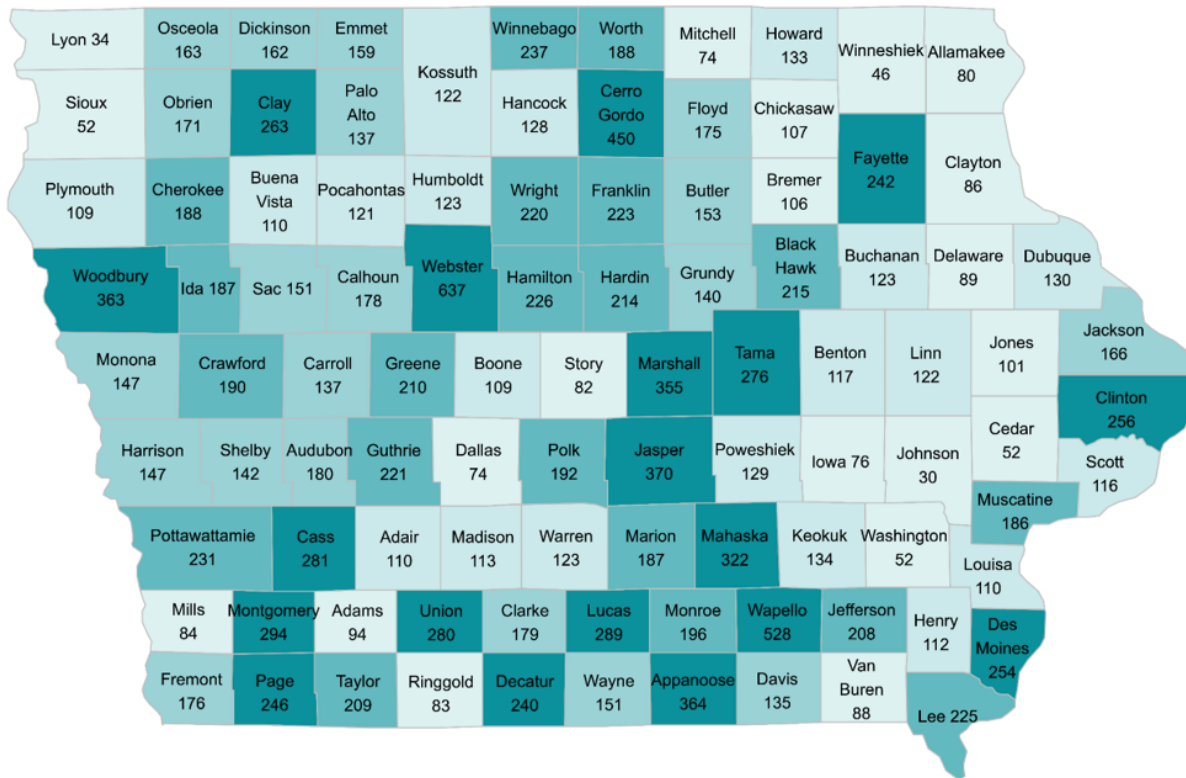 Lyon 34
Osceola
163
Dickinson
162
Emmet
159
Kossuth
122
Winnebago
237
Worth
188
Mitchell
74
Howard
133
Winneshiek
46
Allamakee
80
Sioux
52
Obrien
171
Clay
263
Palo
Alto
137
Hancock
128
Cerro
Gordo
450
Floyd
175
Chickasaw
107
Fayette
242
Clayton
86
Plymouth
109
Cherokee
188
Buena
Vista
110
Pocahontas
121
Humboldt
123
Wright
220
Franklin
223
Butler
153
Bremer
106
Woodbury
363
Ida 187
Sac 151
Calhoun
178
Webster
637
Hamilton
226
Hardin
214
Grundy
140
Black
Hawk
215
Buchanan
123
Delaware
89
Dubuque
130
Monona
147
Crawford
190
Carroll
137
Greene
210
Boone
109
Story
82
Marshall
355
Tama
276
Benton
117
Linn
122
Jones
101
Jackson
166
Clinton
256
Harrison
147
Shelby
142
Audubon
180
Guthrie
221
Dallas
74
Polk
192
Jasper
370
Poweshiek
129
Iowa 76
Johnson
30
Cedar
52
Scott
116
Muscatine
186
Pottawattamie
231
Cass
281
Adair
110
Madison
113
Warren
123
Marion
187
Mahaska
322
Keokuk
134
Washington
52
Louisa
110
Mills
84
Montgomery
294
Adams
94
Union
280
Clarke
179
Lucas
289
Monroe
196
Wapello
528
Jefferson
208
Henry
112
Des
Moines
254
Fremont
176
Page
246
Taylor
209
Ringgold
83
Decatur
240
Wayne
151
Appanoose
364
Davis
135
Van
Buren
88
Lee 225